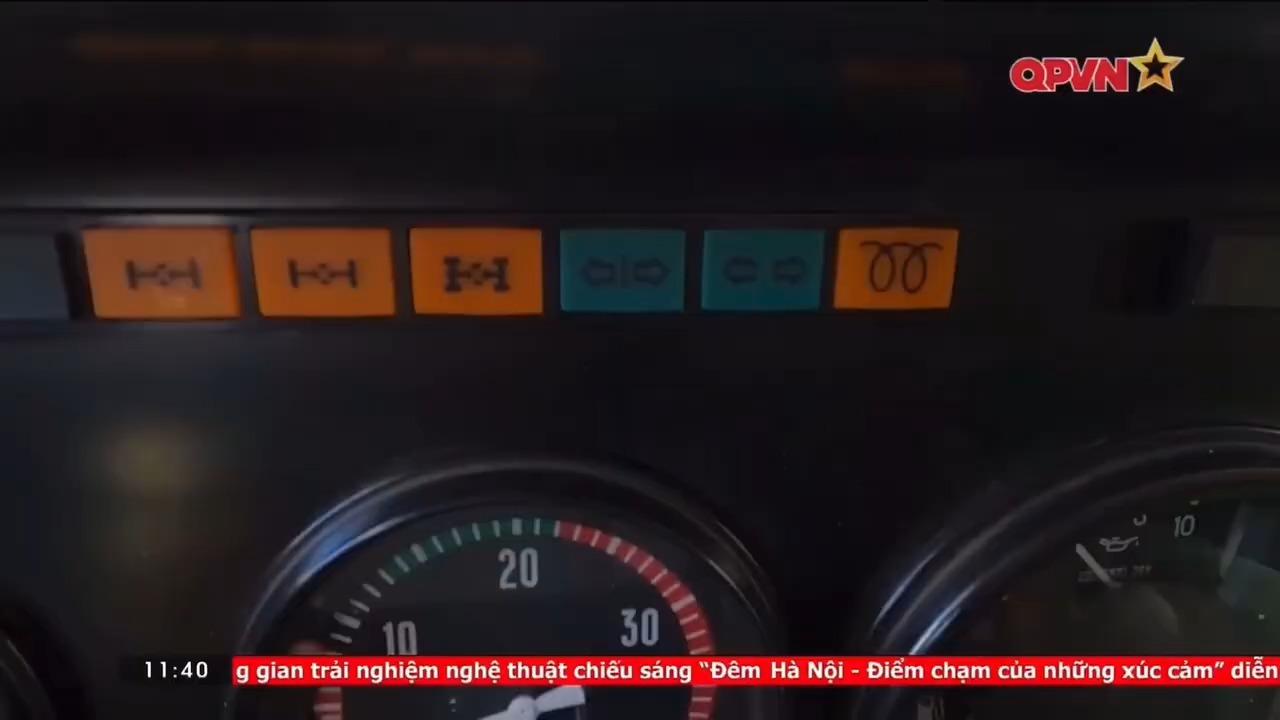 QPVN
20
10
30
10
11:40
g gian trải nghiệm nghệ thuật chiếu sáng “Đêm Hà Nội - Điểm chạm của những xúc cảm” diễn